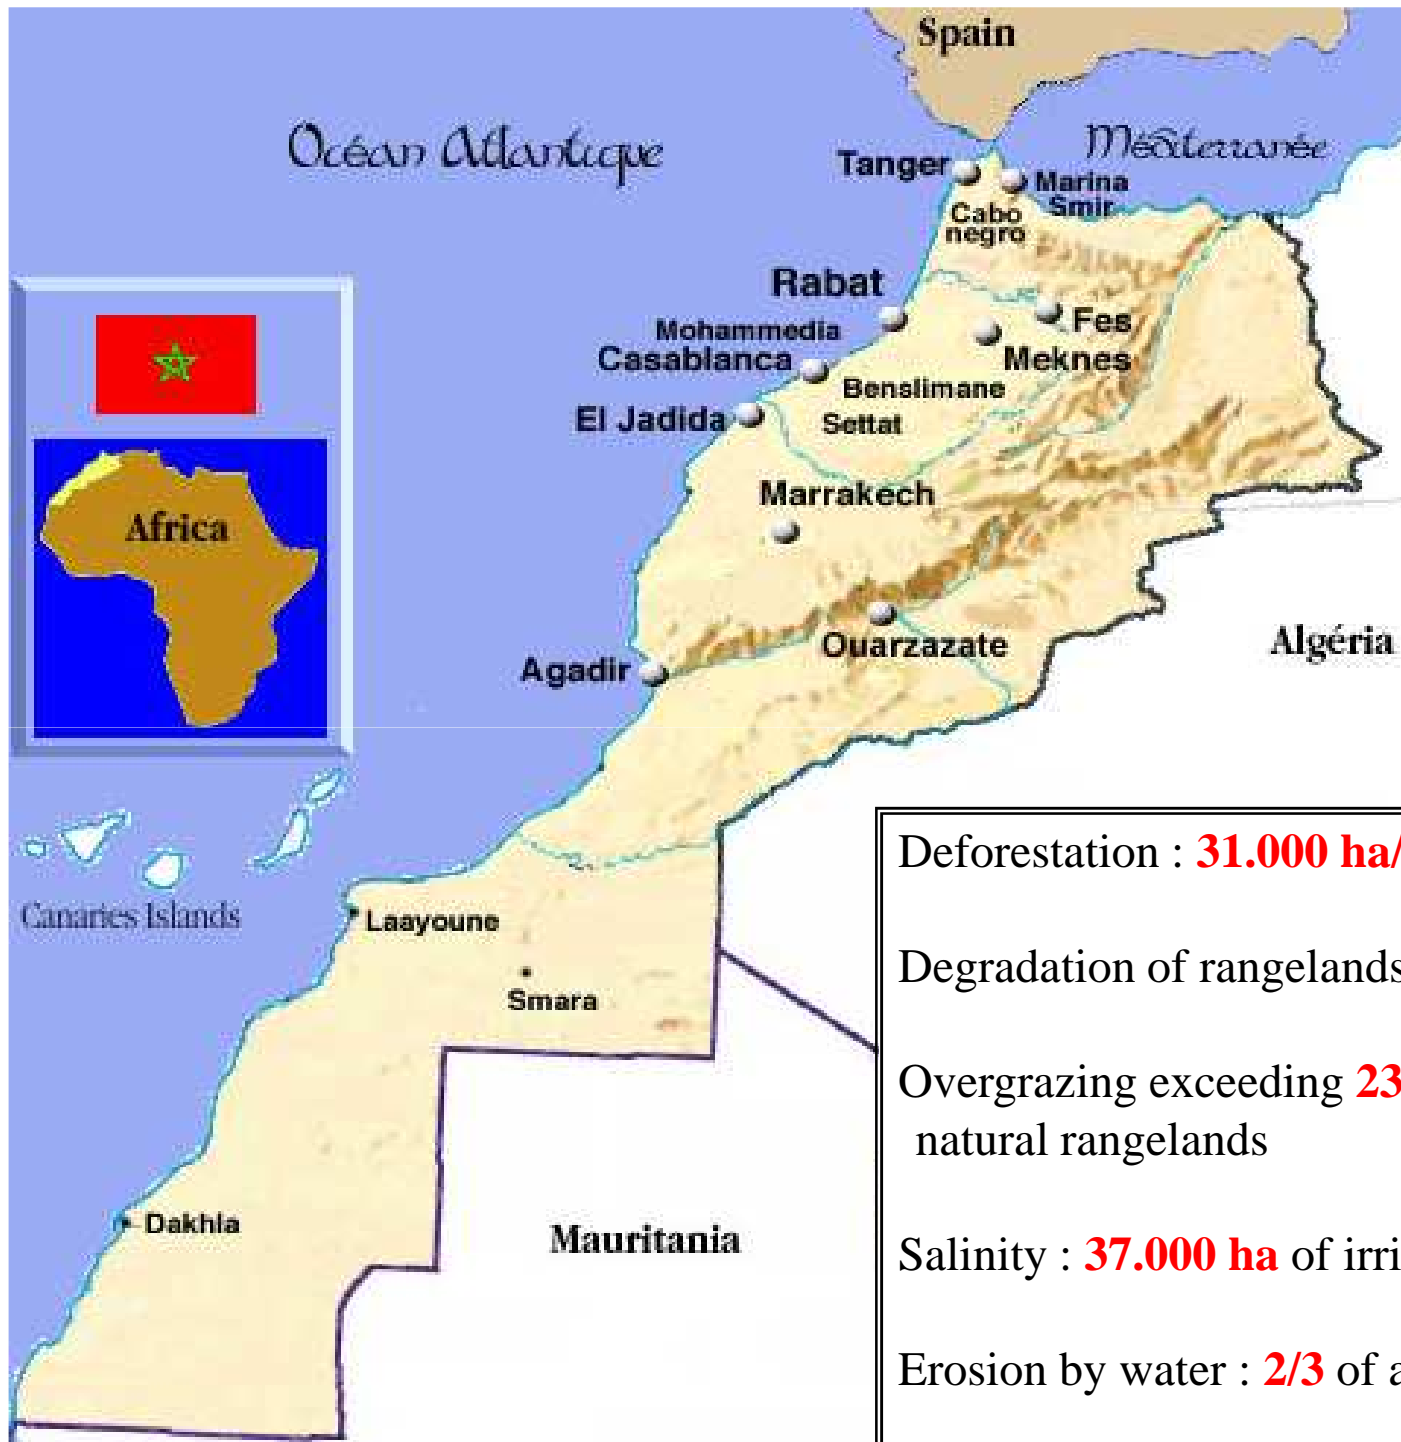 Spain
Océan Atlantique
Méditerranée
Tanger
Marina
Smir
Cabo
negro
Rabat
Fes
Mohammedia
Casablanca
Meknes
Benslimane
El Jadida
Settat
Marrakech
Africa
Ouarzazate
Algéria
Agadir
Deforestation : 31.000 ha/
Canaries Islands
Laayoune
Degradation of rangelands
Smara
Overgrazing exceeding 23
natural rangelands
Dakhla
Mauritania
Salinity : 37.000 ha of irri
Erosion by water : 2/3 of a